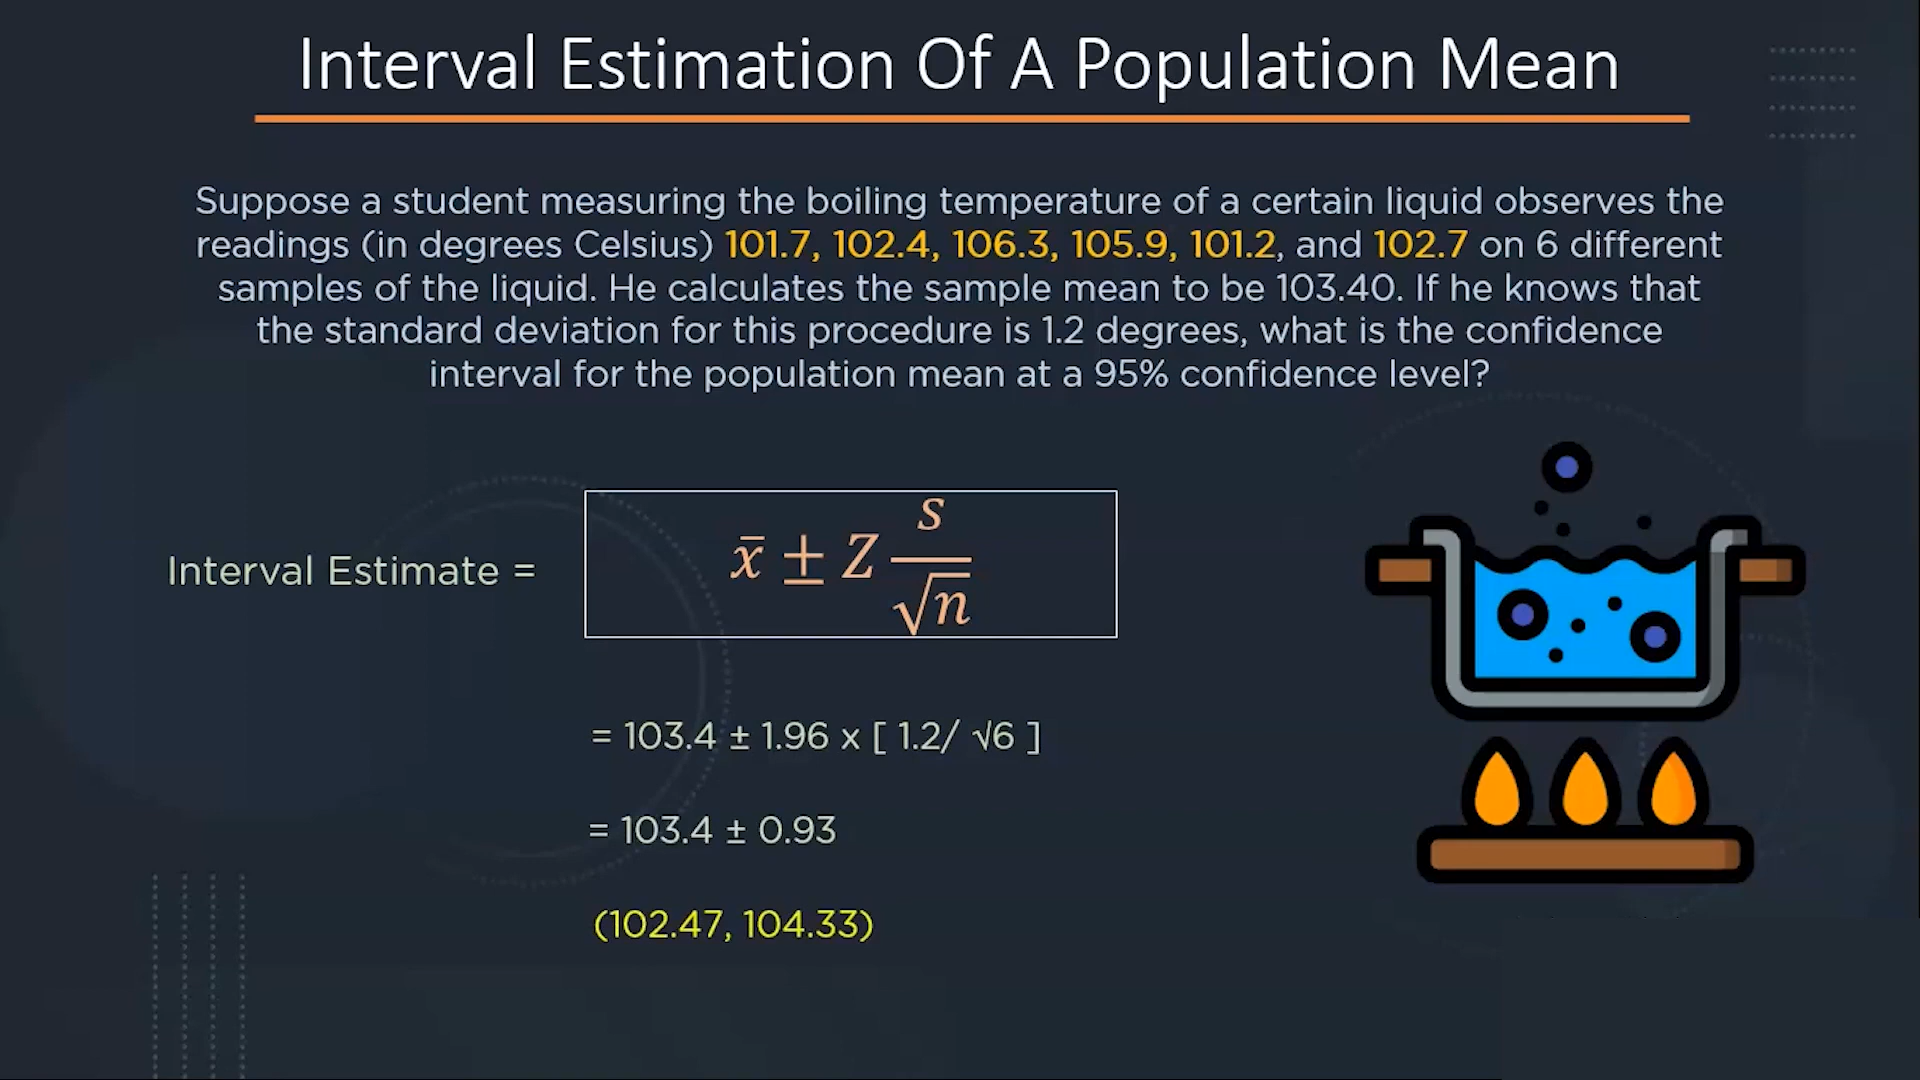 Interval Estimation Of A Population Mean
Suppose a student measuring the boiling temperature of a certain liquid observes the
readings (in degrees Celsius) 101.7, 102.4, 106.3, 105.9, 101.2, and 102.7 on 6 different
samples of the liquid. He calculates the sample mean to be 103.40. If he knows that
the standard deviation for this procedure is 1.2 degrees, what is the confidence
interval for the population mean at a 95% confidence level?
Interval Estimate = x̄ ± Z s/√n
= 103.4 ± 1.96 x [ 1.2/ √6 ]
= 103.4 ± 0.93
(102.47, 104.33)